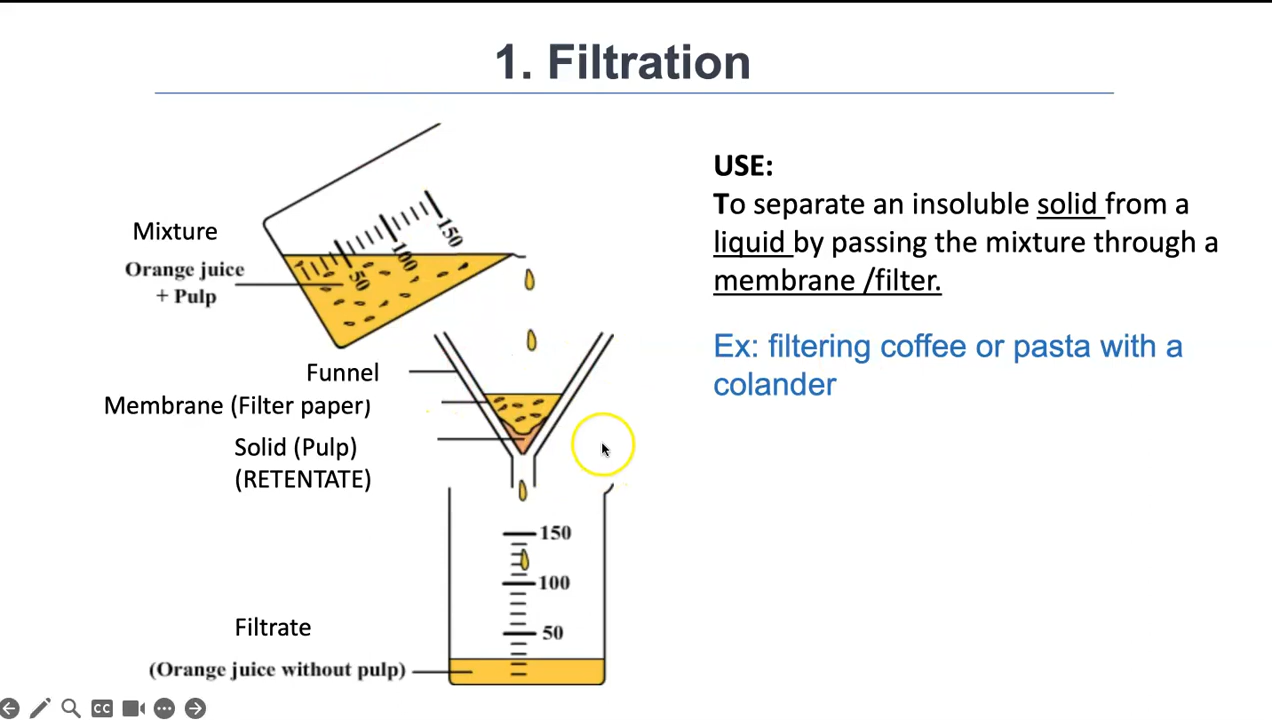 1. Filtration
Mixture
Orange juice
+ Pulp
50
100
150
Funnel
Membrane (Filter paper)
Solid (Pulp)
(RETENTATE)
150
100
50
Filtrate
(Orange juice without pulp)
USE:
To separate an insoluble solid from a
liquid by passing the mixture through a
membrane /filter.
Ex: filtering coffee or pasta with a
colander
CC